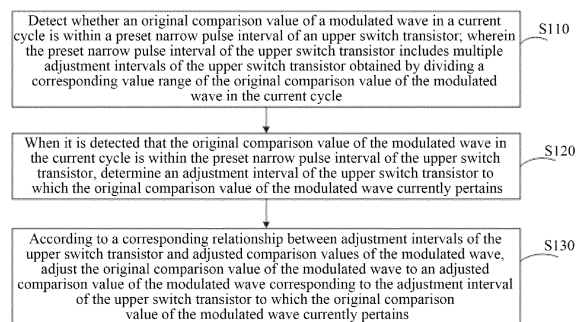 Detect whether an original comparison value of a modulated wave in a current
cycle is within a preset narrow pulse interval of an upper switch transistor; wherein
the preset narrow pulse interval of the upper switch transistor includes multiple
adjustment intervals of the upper switch transistor obtained by dividing a
corresponding value range of the original comparison value of the modulated
wave in the current cycle
S110
When it is detected that the original comparison value of the modulated wave in
the current cycle is within the preset narrow pulse interval of the upper switch
transistor, determine an adjustment interval of the upper switch transistor to
which the original comparison value of the modulated wave currently pertains
S120
According to a corresponding relationship between adjustment intervals of the
upper switch transistor and adjusted comparison values of the modulated wave,
adjust the original comparison value of the modulated wave to an adjusted
comparison value of the modulated wave corresponding to the adjustment interval
of the upper switch transistor to which the original comparison
value of the modulated wave currently pertains
S130